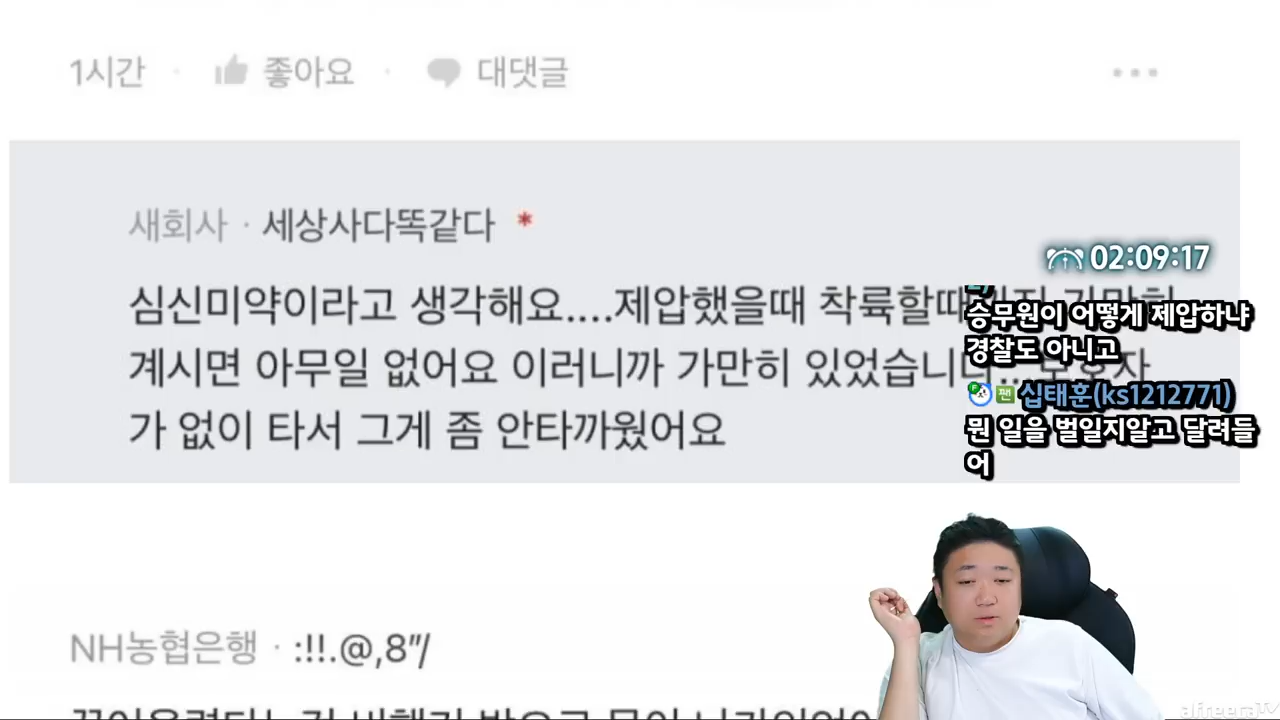 1시간 · 좋아요 · 대댓글
새회사 · 세상사다똑같다 *
심신미약이라고 생각해요....제압했을때 착륙할때
계시면 아무일 없어요 이러니까 가만히 있었습니다..
가 없이 타서 그게 좀 안타까웠어요
02:09:17
승무원이 어떻게 제압하냐
경찰도 아니고
F 팬 십태훈(ks1212771)
뭔 일을 벌일지알고 달려들
어
NH농협은행 · :!!.@,8"/
afreecaTV